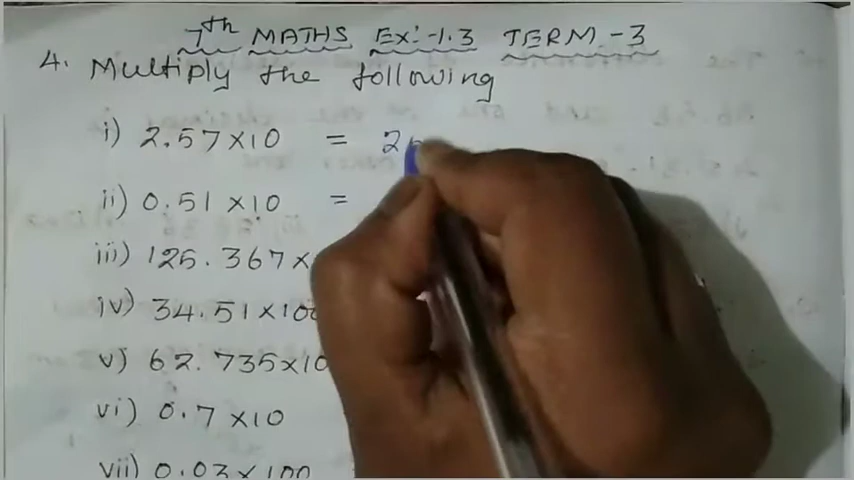 7th MATHS Ex:-1.3 TERM-3
4. Multiply the following
i) 2.57×10 = 2
ii) 0.51×10 =
iii) 125.367×
iv) 34.51×100
v) 62.735×10
vi) 0.7×10
vii) 0.03×100